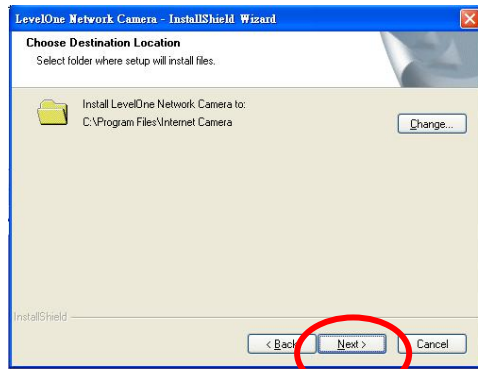 LevelOne Network Camera - InstallShield Wizard
Choose Destination Location
Select folder where setup will install files.
Install LevelOne Network Camera to:
C:\Program Files\Internet Camera
Change...
InstallShield
< Back Next > Cancel